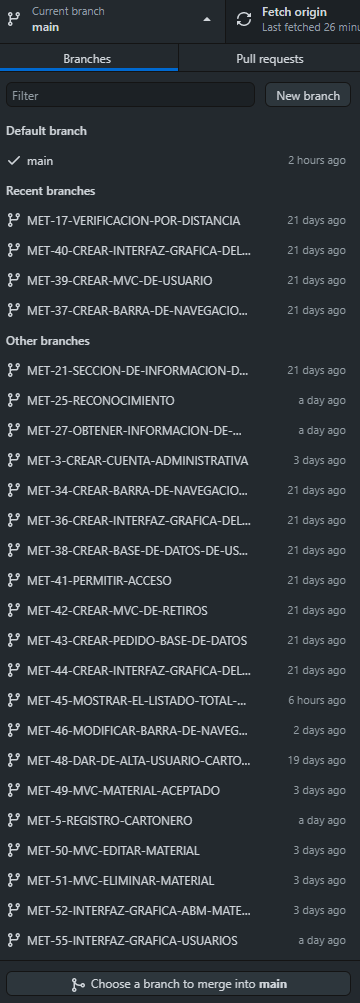 Current branch
main
Fetch origin
Last fetched 26 minu
Branches
Pull requests
Filter
New branch
Default branch
main 2 hours ago
Recent branches
MET-17-VERIFICACION-POR-DISTANCIA 21 days ago
MET-40-CREAR-INTERFAZ-GRAFICA-DEL... 21 days ago
MET-39-CREAR-MVC-DE-USUARIO 21 days ago
MET-37-CREAR-BARRA-DE-NAVEGACIO... 21 days ago
Other branches
MET-21-SECCION-DE-INFORMACION-D... 21 days ago
MET-25-RECONOCIMIENTO a day ago
MET-27-OBTENER-INFORMACION-DE-... a day ago
MET-3-CREAR-CUENTA-ADMINISTRATIVA 3 days ago
MET-34-CREAR-BARRA-DE-NAVEGACIO... 21 days ago
MET-36-CREAR-INTERFAZ-GRAFICA-DEL... 21 days ago
MET-38-CREAR-BASE-DE-DATOS-DE-US... 21 days ago
MET-41-PERMITIR-ACCESO 21 days ago
MET-42-CREAR-MVC-DE-RETIROS 21 days ago
MET-43-CREAR-PEDIDO-BASE-DE-DATOS 21 days ago
MET-44-CREAR-INTERFAZ-GRAFICA-DEL... 21 days ago
MET-45-MOSTRAR-EL-LISTADO-TOTAL-... 6 hours ago
MET-46-MODIFICAR-BARRA-DE-NAVEG... 2 days ago
MET-48-DAR-DE-ALTA-USUARIO-CARTO... 19 days ago
MET-49-MVC-MATERIAL-ACEPTADO 3 days ago
MET-5-REGISTRO-CARTONERO a day ago
MET-50-MVC-EDITAR-MATERIAL 3 days ago
MET-51-MVC-ELIMINAR-MATERIAL 3 days ago
MET-52-INTERFAZ-GRAFICA-ABM-MATE... 3 days ago
MET-55-INTERFAZ-GRAFICA-USUARIOS a day ago
Choose a branch to merge into main